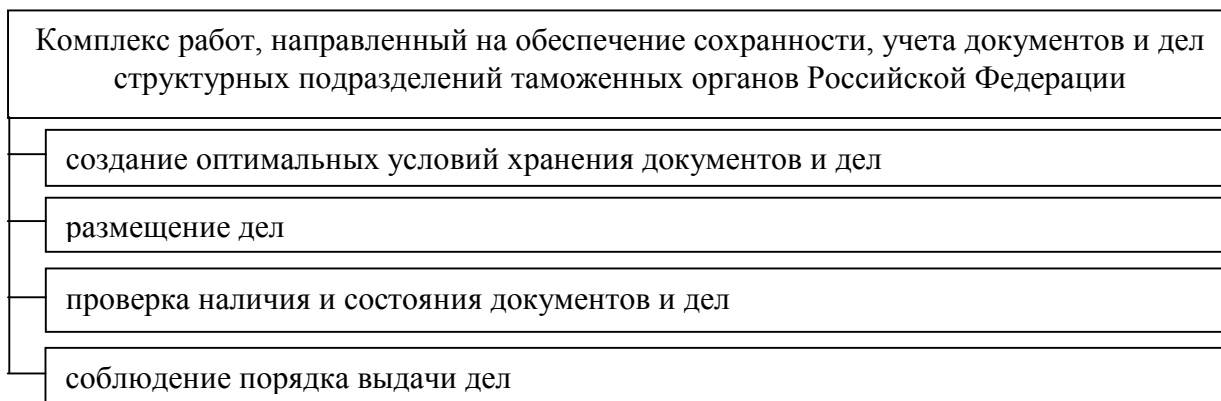 Комплекс работ, направленный на обеспечение сохранности, учета документов и дел
структурных подразделений таможенных органов Российской Федерации
создание оптимальных условий хранения документов и дел
размещение дел
проверка наличия и состояния документов и дел
соблюдение порядка выдачи дел